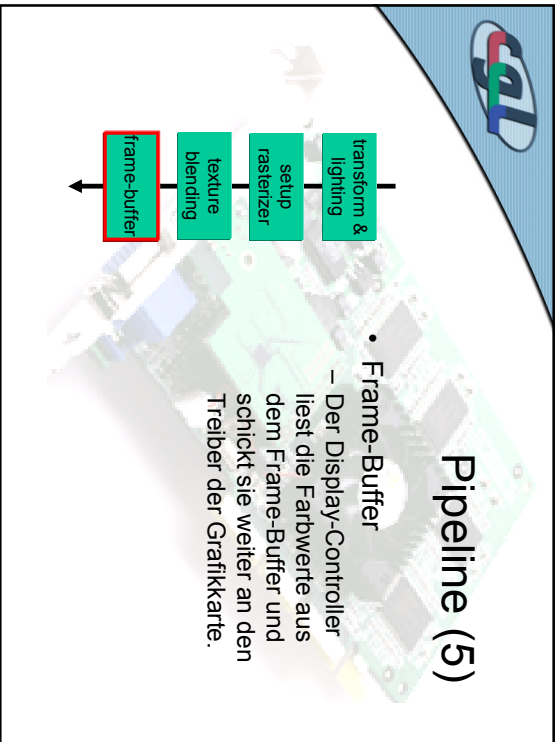 cgL
Pipeline (5)
transform &
lighting
setup
rasterizer
texture
blending
frame-buffer
• Frame-Buffer
– Der Display-Controller
liest die Farbwerte aus
dem Frame-Buffer und
schickt sie weiter an den
Treiber der Grafikkarte.